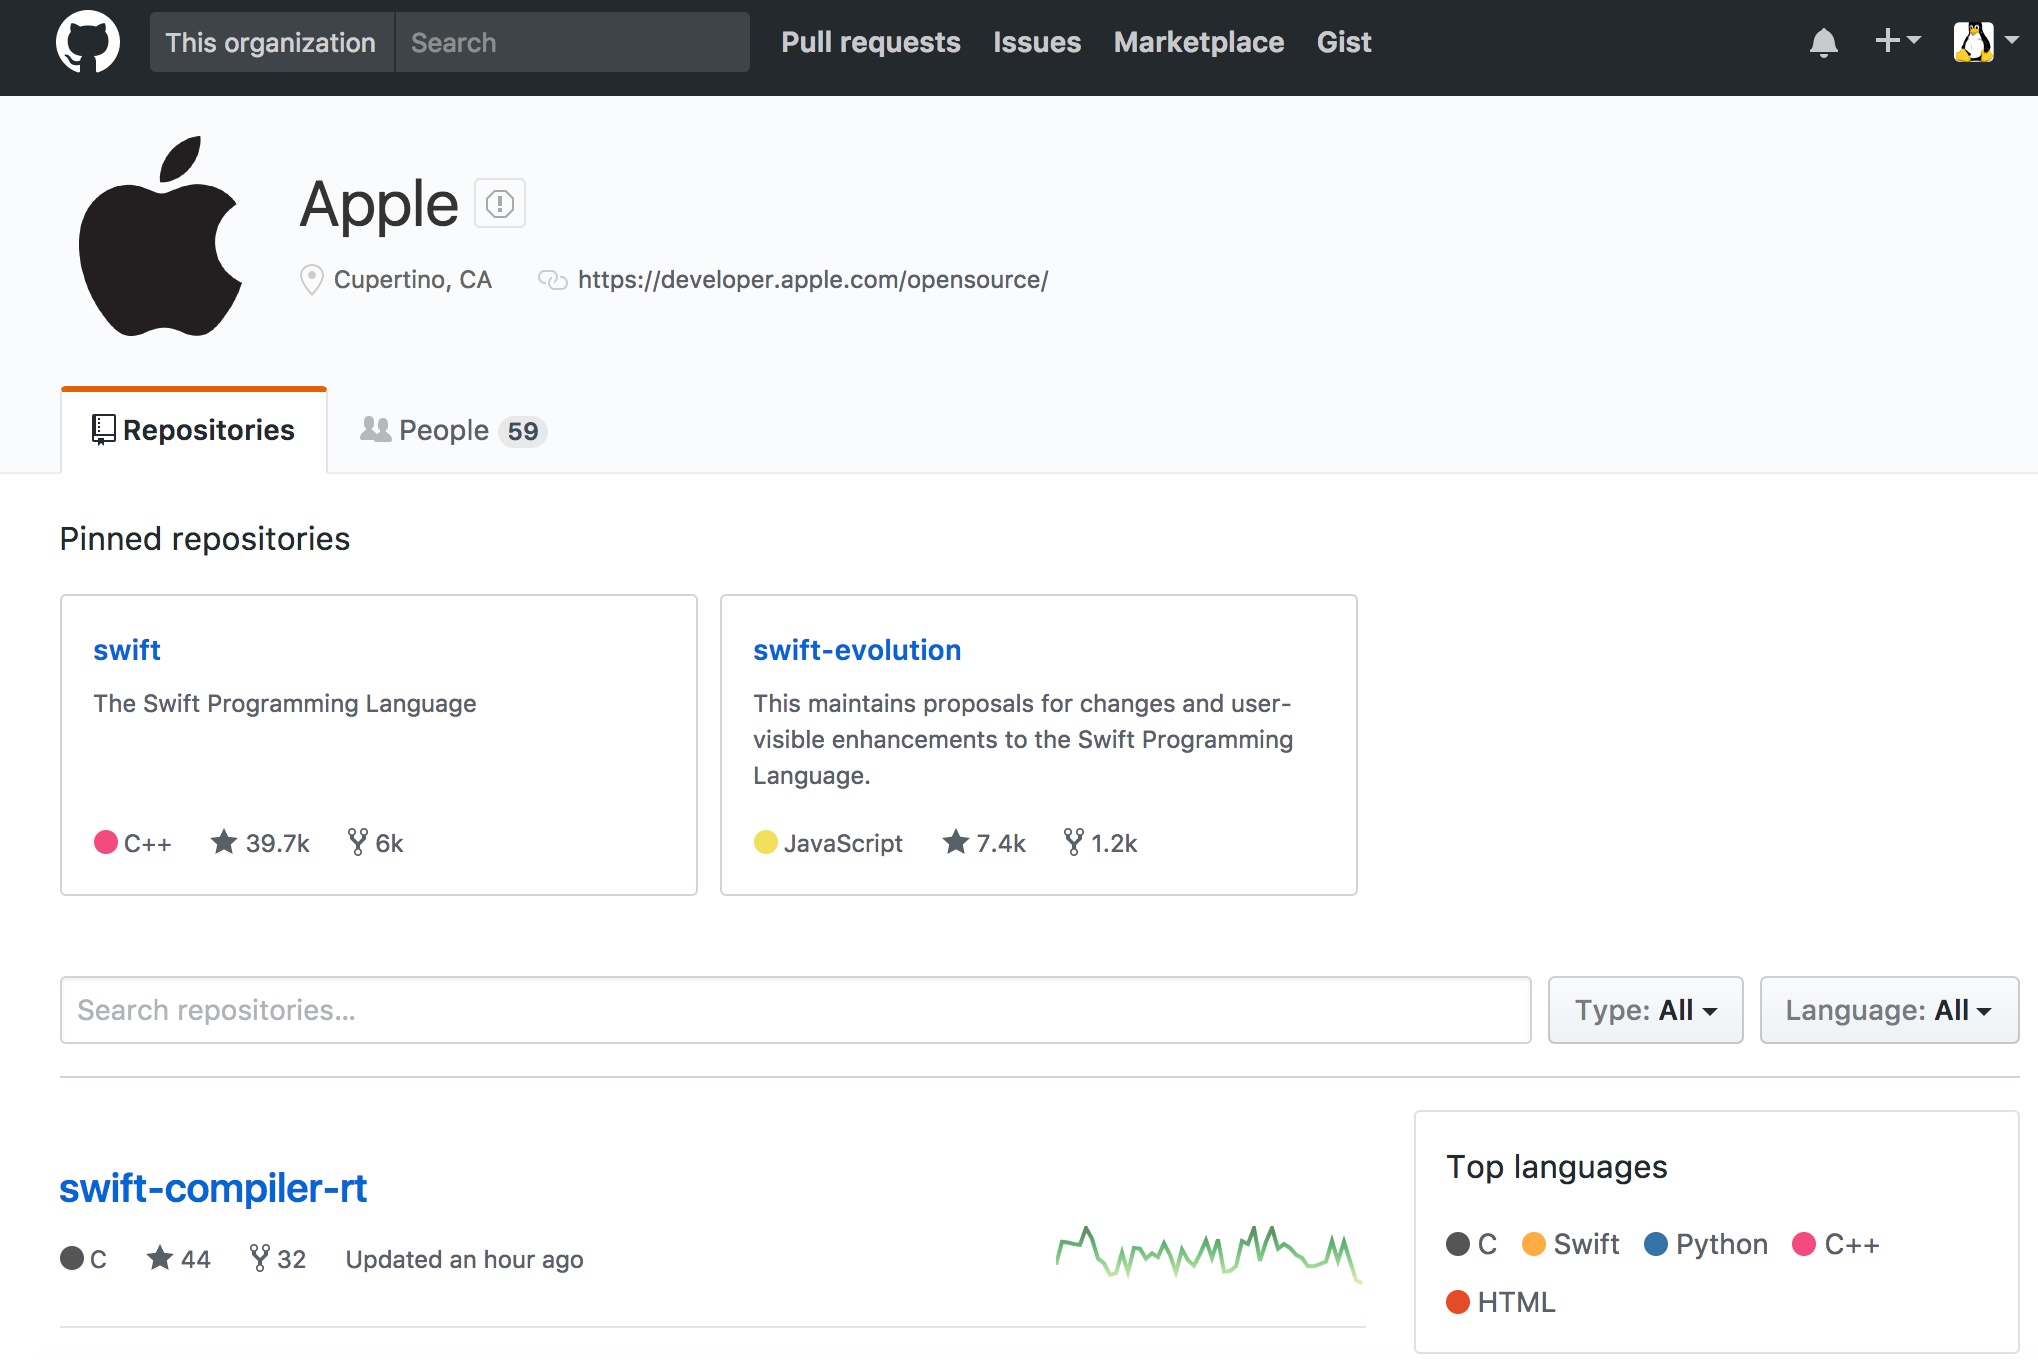 This organization Search Pull requests Issues Marketplace Gist
Apple
Cupertino, CA https://developer.apple.com/opensource/
Repositories People 59
Pinned repositories
swift
The Swift Programming Language
C++ 39.7k 6k
swift-evolution
This maintains proposals for changes and user-
visible enhancements to the Swift Programming
Language.
JavaScript 7.4k 1.2k
Search repositories... Type: All Language: All
swift-compiler-rt
C 44 32 Updated an hour ago
Top languages
C Swift Python C++
HTML